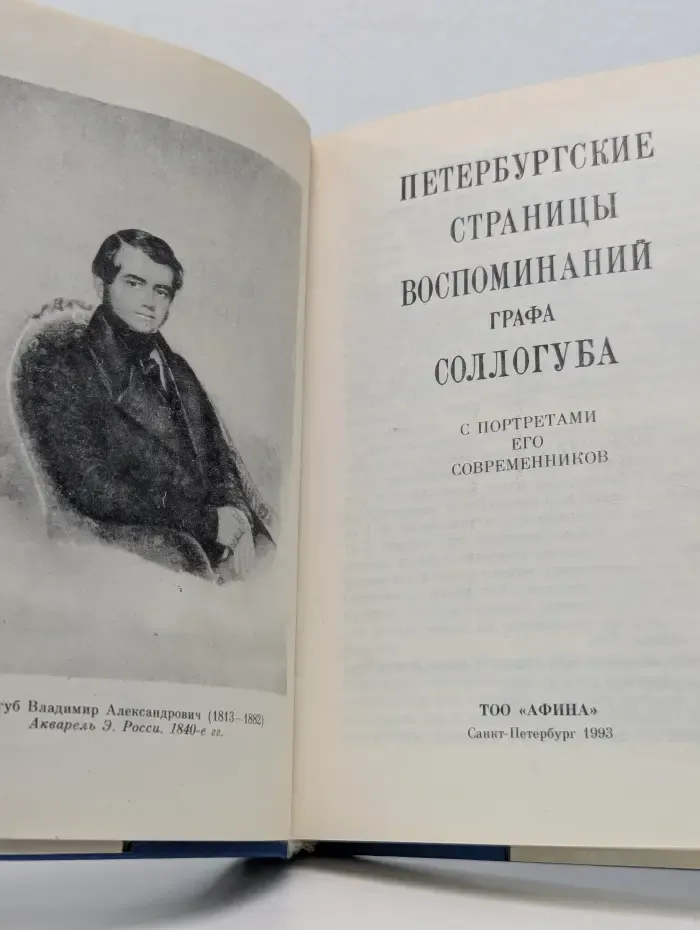 губ Владимир Александрович (1813—1882)
Акварель Э. Росси. 1840-е гг.
ПЕТЕРБУРГСКИЕ
СТРАНИЦЫ
ВОСПОМИНАНИЙ
ГРАФА
СОЛЛОГУБА
С ПОРТРЕТАМИ
ЕГО
СОВРЕМЕННИКОВ
ТОО «АФИНА»
Санкт-Петербург 1993